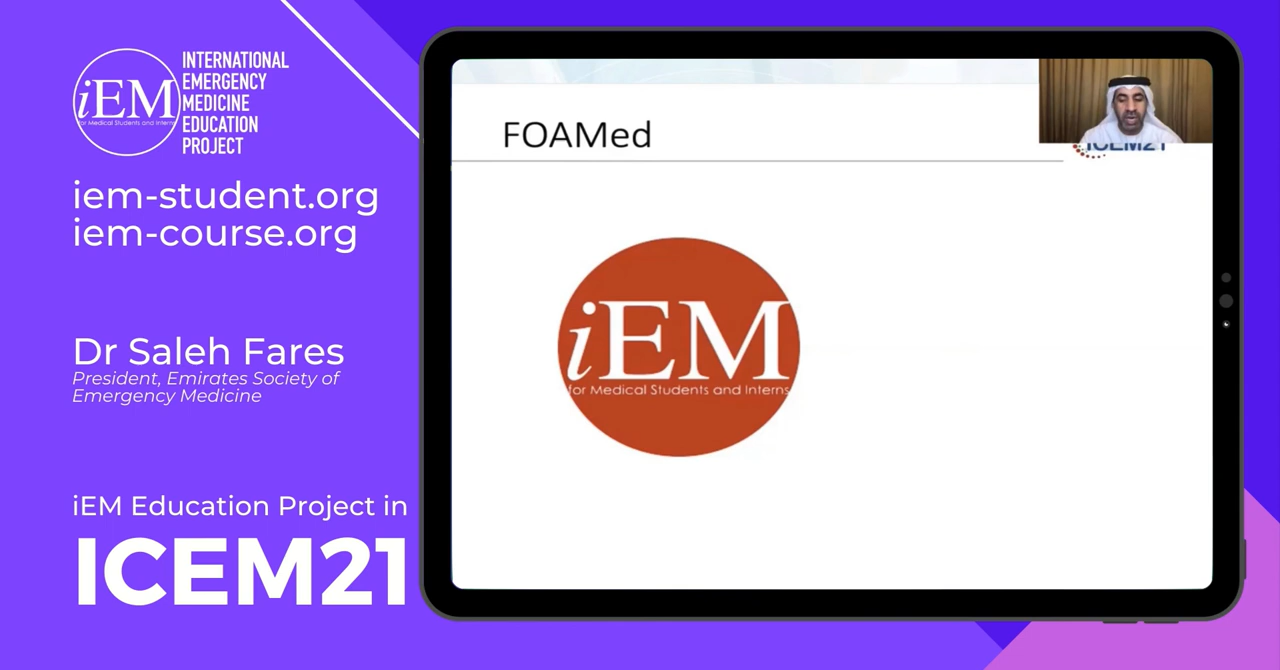 iEM
for Medical Students and Interns
INTERNATIONAL
EMERGENCY
MEDICINE
EDUCATION
PROJECT
iem-student.org
iem-course.org
Dr Saleh Fares
President, Emirates Society of
Emergency Medicine
iEM Education Project in
ICEM21
FOAMed
ICEM21
iEM
for Medical Students and Interns